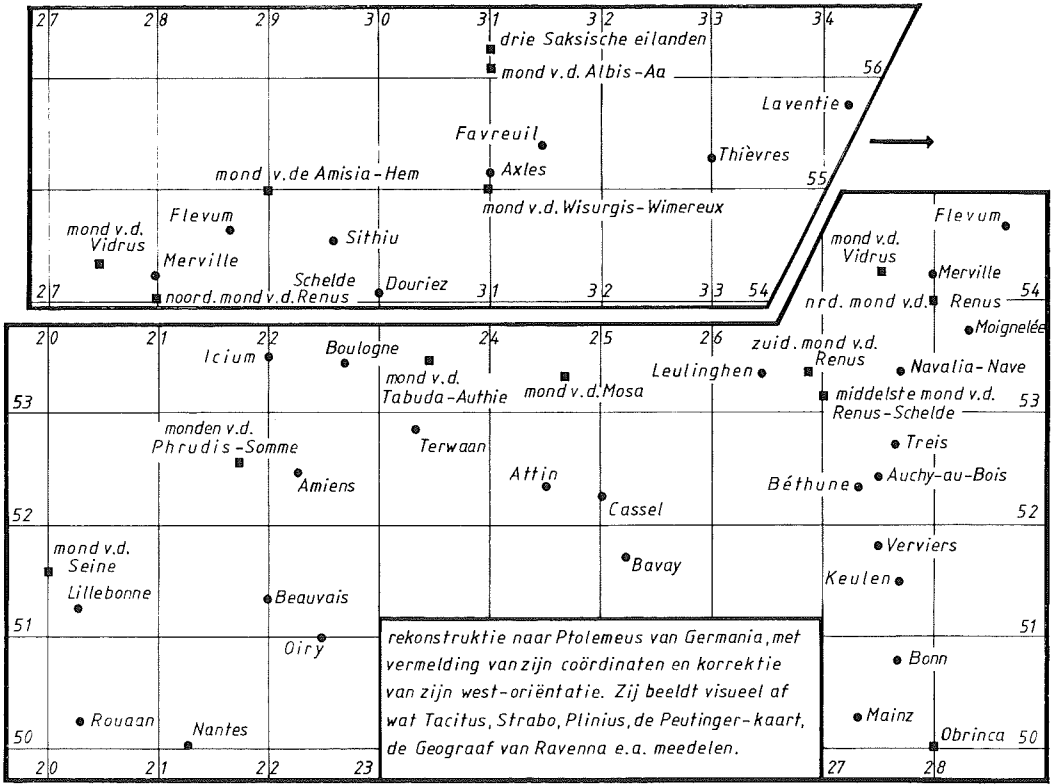 27 28 29 30 31 32 33 34
drie Saksische eilanden
mond v.d. Albis-Aa
56
Laventie
Favreuil
Thièvres
Axles
mond v.de Amisia-Hem
55
mond v.d. Wisurgis-Wimereux
Flevum
mond v.d.
Vidrus
Sithiu
Merville
Schelde
Douriez
noord. mond v.d. Renus
27 31 32 33 54
Flevum
mond v.d.
Vidrus
Merville
54
nrd. mond v.d. Renus
Moignelée
20 21 22 24 25 26
zuid. mond v.d.
Renus
Icium
Boulogne
Leulinghen
Navalia-Nave
mond v.d.
Tabuda-Authie
mond v.d. Mosa
middelste mond v.d.
Renus-Schelde
53 53
monden v.d.
Phrudis-Somme
Terwaan
Treis
Amiens
Attin
Béthune
Auchy-au-Bois
Cassel
52 52
mond v.d.
Seine
Verviers
Bavay
Keulen
Lillebonne
Beauvais
51 51
Oiry
Bonn
rekonstruktie naar Ptolemeus van Germania, met
vermelding van zijn coördinaten en korrektie
van zijn west-oriëntatie. Zij beeldt visueel af
wat Tacitus, Strabo, Plinius, de Peutinger-kaart,
de Geograaf van Ravenna e.a. meedelen.
Rouaan
Nantes
Mainz
Obrinca
50 50
20 21 22 23 27 28